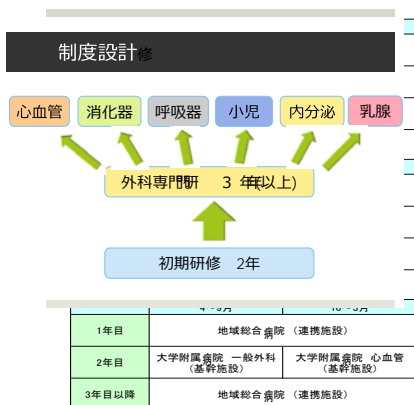 制度設計修
心血管 消化器 呼吸器 小児 内分泌 乳腺
外科専門研 3 年(以上)
初期研修 2年
1年目 地域総合病院 (連携施設)
2年目 大学附属病院 一般外科 (基幹施設) 大学附属病院 心血管 (基幹施設)
3年目以降 地域総合病院 (連携施設)